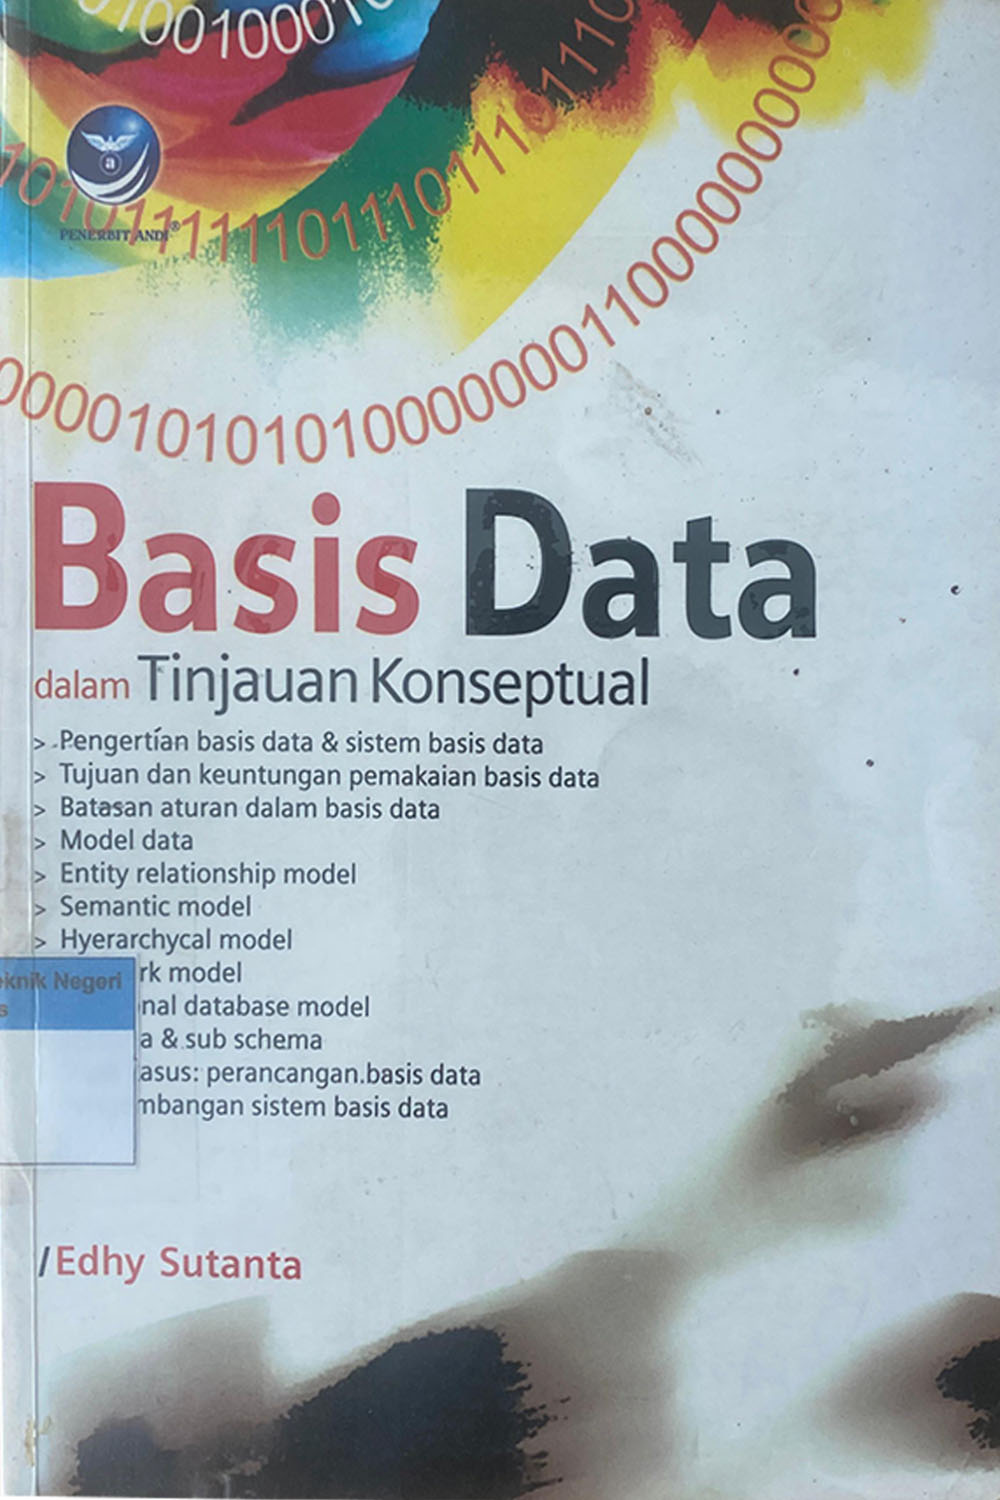 100100010
PENERBIT ANDI®
Basis Data
dalam Tinjauan Konseptual
> Pengertian basis data & sistem basis data
> Tujuan dan keuntungan pemakaian basis data
> Batasan aturan dalam basis data
> Model data
> Entity relationship model
> Semantic model
> Hyerarchycal model
rk model
eknik Negeri
nal database model
s
a & sub schema
asus: perancangan.basis data
mbangan sistem basis data
/Edhy Sutanta